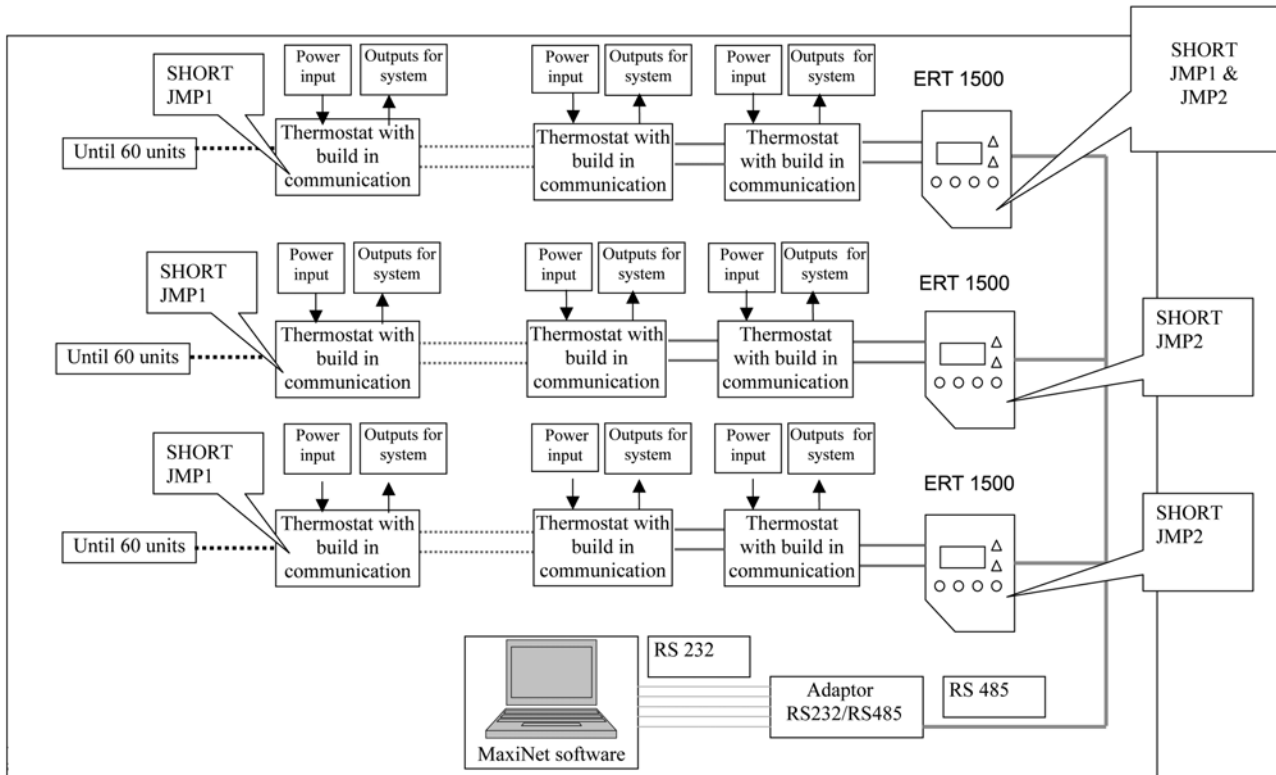 SHORT
JMP1
Power
input
Outputs for
system
Power
input
Outputs for
system
Power
input
Outputs for
system
ERT 1500
SHORT
JMP1 &
JMP2
Until 60 units
Thermostat with
build in
communication
Thermostat with
build in
communication
Thermostat
with build in
communication
SHORT
JMP1
Power
input
Outputs for
system
Power
input
Outputs for
system
Power
input
Outputs for
system
ERT 1500
SHORT
JMP2
Until 60 units
Thermostat with
build in
communication
Thermostat with
build in
communication
Thermostat
with build in
communication
SHORT
JMP1
Power
input
Outputs for
system
Power
input
Outputs for
system
Power
input
Outputs for
system
ERT 1500
SHORT
JMP2
Until 60 units
Thermostat with
build in
communication
Thermostat with
build in
communication
Thermostat
with build in
communication
RS 232
Adaptor
RS232/RS485
RS 485
MaxiNet software